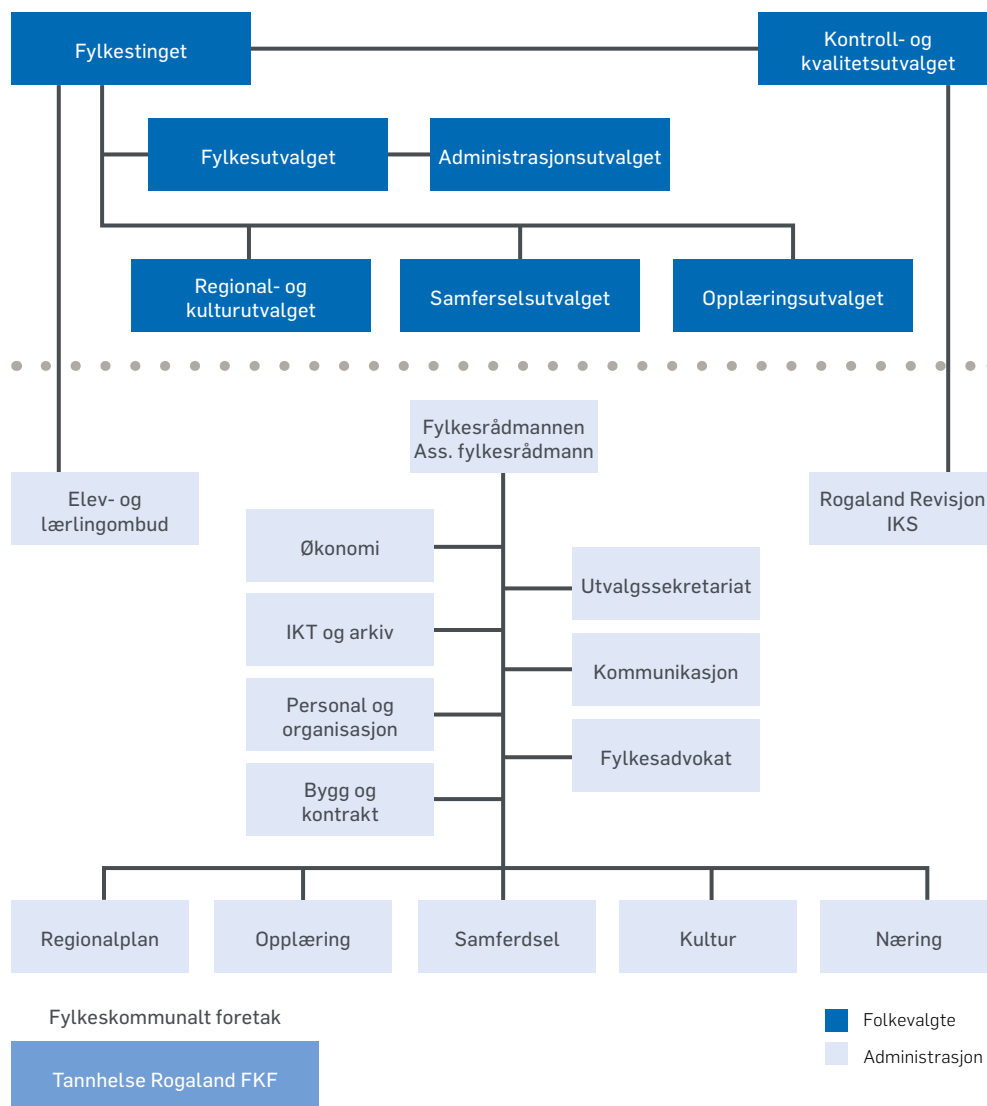 Fylkestinget
Kontroll- og
kvalitetsutvalget
Fylkesutvalget
Administrasjonsutvalget
Regional- og
kulturutvalget
Samferselsutvalget
Opplæringsutvalget
Fylkesrådmannen
Ass. fylkesrådmann
Elev- og
lærlingombud
Rogaland Revisjon
IKS
Økonomi
Utvalgssekretariat
IKT og arkiv
Kommunikasjon
Personal og
organisasjon
Fylkesadvokat
Bygg og
kontrakt
Regionalplan
Opplæring
Samferdsel
Kultur
Næring
Fylkeskommunalt foretak
Tannhelse Rogaland FKF
Folkevalgte
Administrasjon